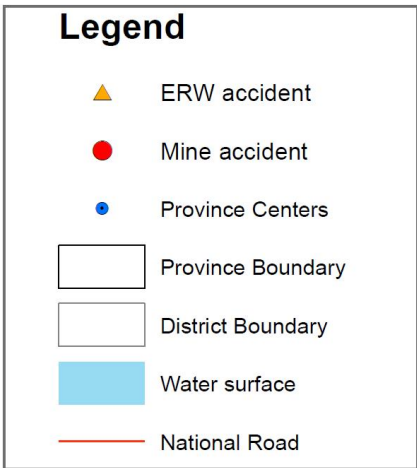 Legend
ERW accident
Mine accident
Province Centers
Province Boundary
District Boundary
Water surface
National Road